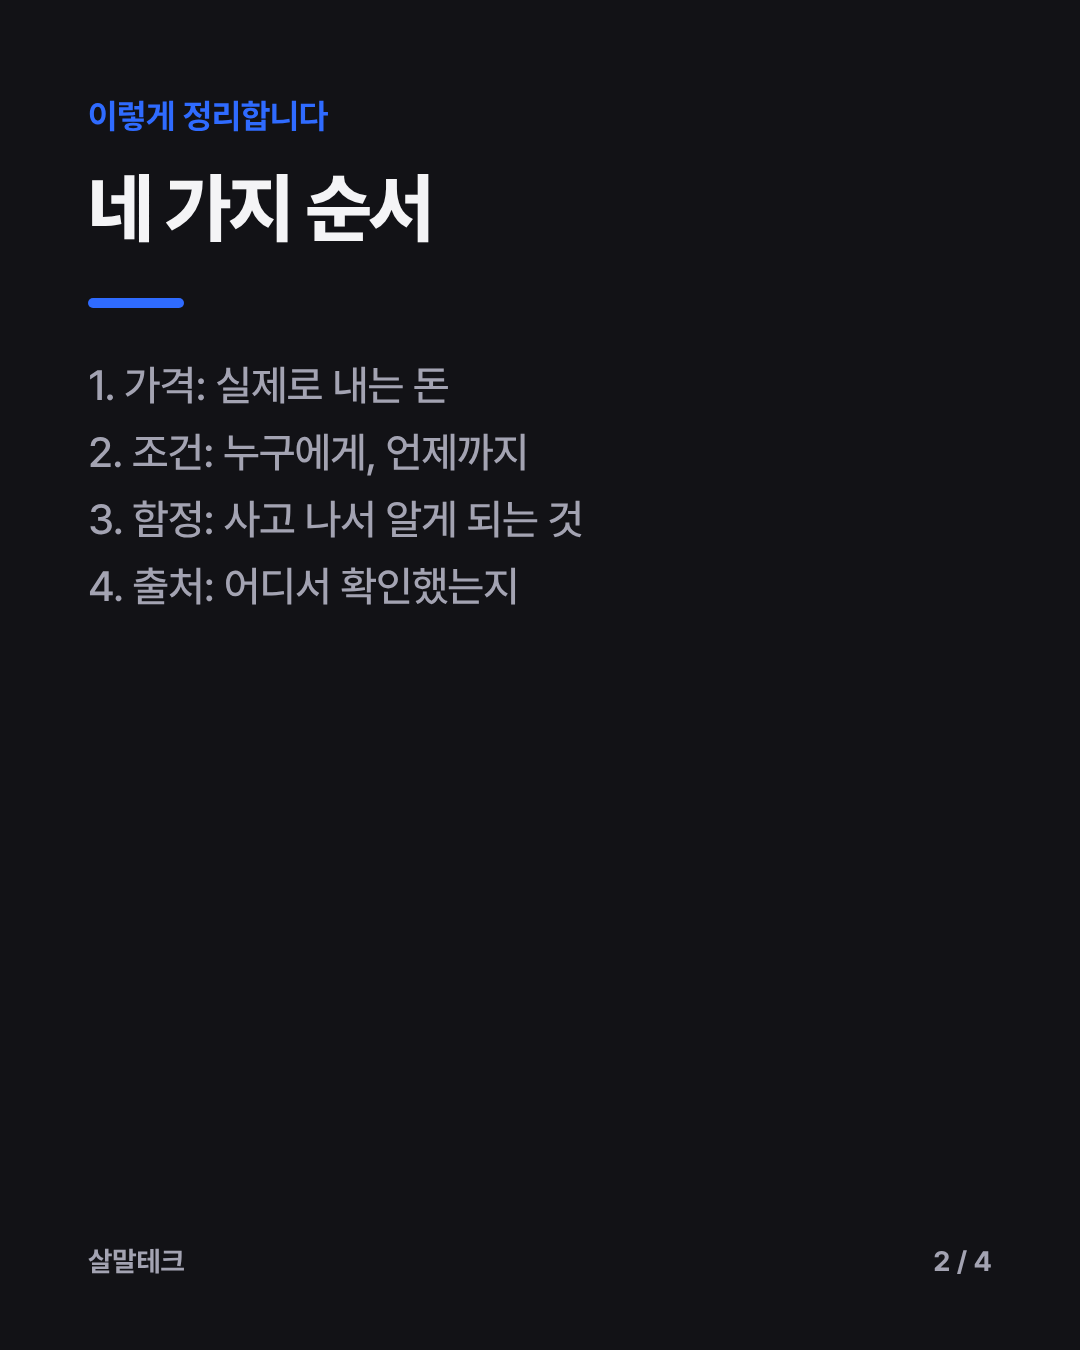 이렇게 정리합니다
네 가지 순서
1. 가격: 실제로 내는 돈
2. 조건: 누구에게, 언제까지
3. 함정: 사고 나서 알게 되는 것
4. 출처: 어디서 확인했는지
살말테크
2 / 4